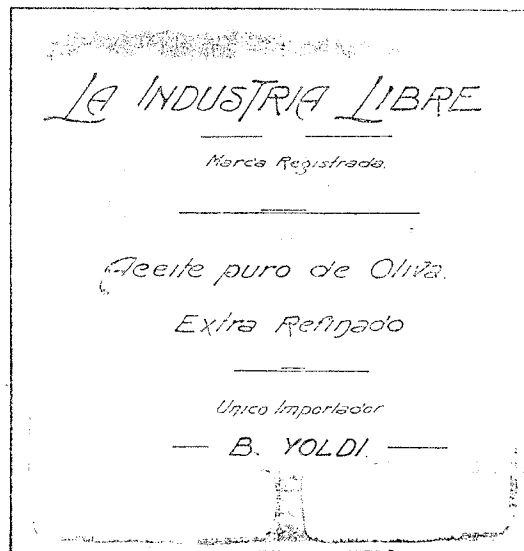 LA INDUSTRIA LIBRE
Marca Registrada.
Aceite puro de Oliva.
Extra Refinado
Unico Importador
B. YOLDI.